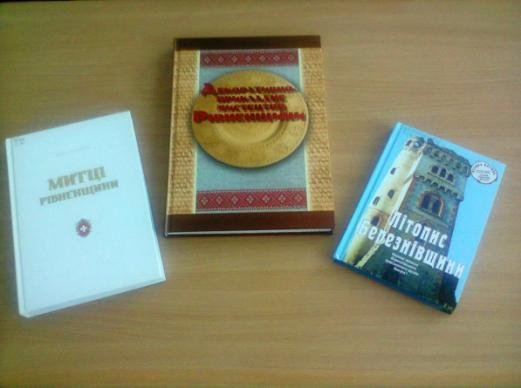 МИТЦІ
РІВНЕНЩИНИ
Декоративно
прикладне
мистецтво
Рівненщини
Літопис
Березнівщини